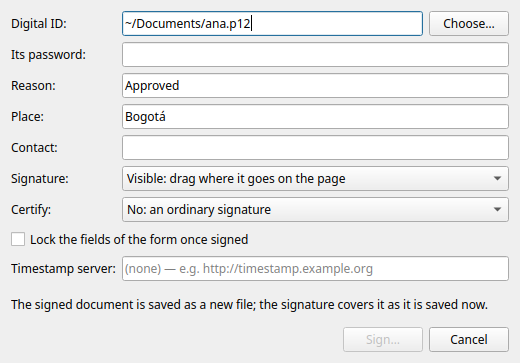 Digital ID: ~/Documents/ana.p12 Choose...
Its password:
Reason: Approved
Place: Bogotá
Contact:
Signature: Visible: drag where it goes on the page
Certify: No: an ordinary signature
Lock the fields of the form once signed
Timestamp server: (none) — e.g. http://timestamp.example.org
The signed document is saved as a new file; the signature covers it as it is saved now.
Sign... Cancel